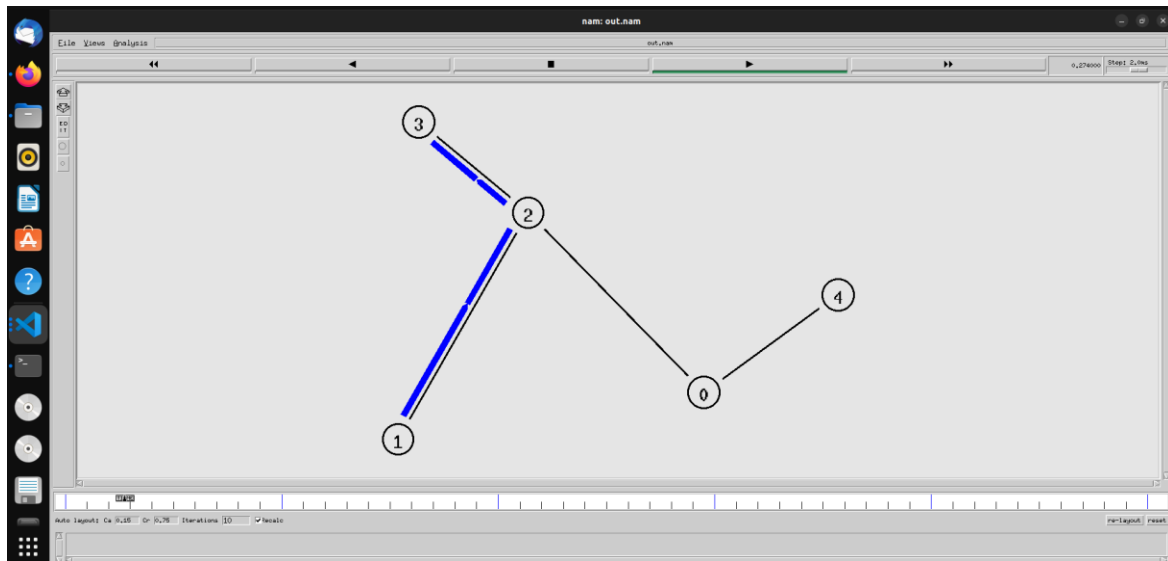 nam: out.nam
File Views Analysis out.nam
0.276000 Step: 2.0ms
3
2
4
0
1
Auto layout: Ca 0.15 Cr 0.75 Iterations 10 Recalc re-layout reset